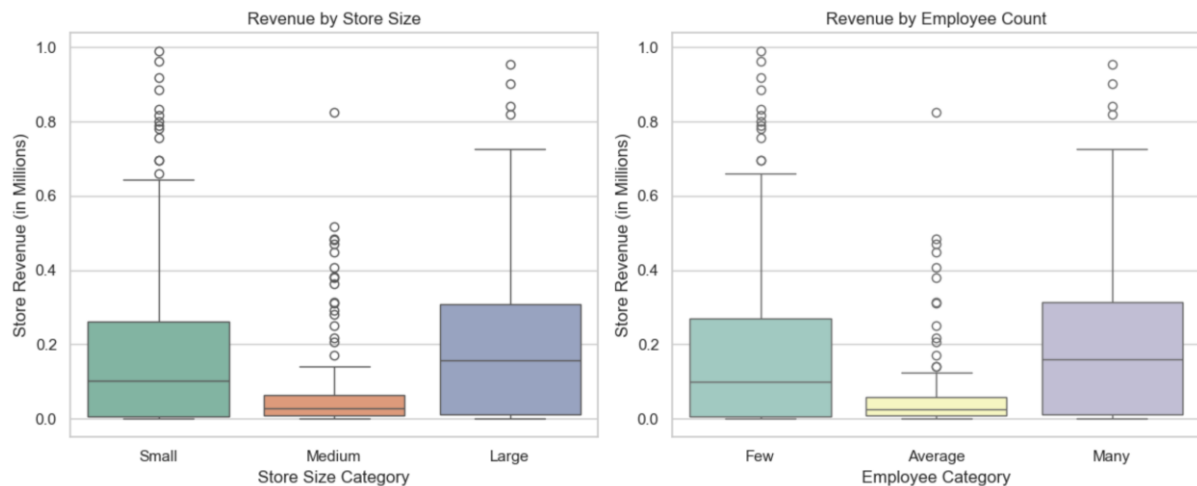 Revenue by Store Size
Store Revenue (in Millions)
1.0
0.8
0.6
0.4
0.2
0.0
Small Medium Large
Store Size Category
Revenue by Employee Count
Store Revenue (in Millions)
1.0
0.8
0.6
0.4
0.2
0.0
Few Average Many
Employee Category